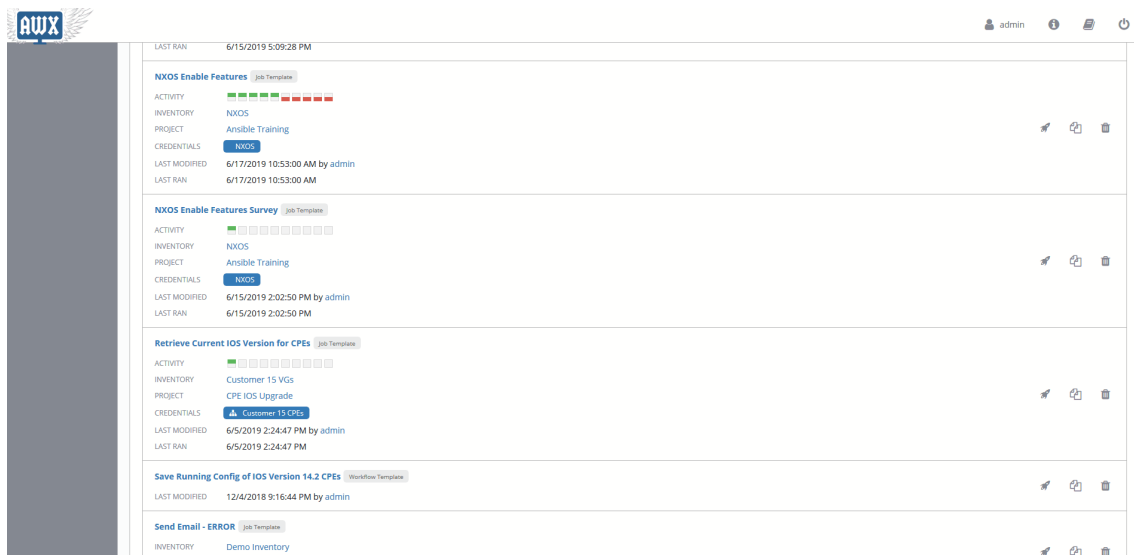 AWX
admin
LAST RAN 6/15/2019 5:09:28 PM
NXOS Enable Features Job Template
ACTIVITY
INVENTORY NXOS
PROJECT Ansible Training
CREDENTIALS NXOS
LAST MODIFIED 6/17/2019 10:53:00 AM by admin
LAST RAN 6/17/2019 10:53:00 AM
NXOS Enable Features Survey Job Template
ACTIVITY
INVENTORY NXOS
PROJECT Ansible Training
CREDENTIALS NXOS
LAST MODIFIED 6/15/2019 2:02:50 PM by admin
LAST RAN 6/15/2019 2:02:50 PM
Retrieve Current IOS Version for CPEs Job Template
ACTIVITY
INVENTORY Customer 15 VGs
PROJECT CPE IOS Upgrade
CREDENTIALS Customer 15 CPEs
LAST MODIFIED 6/5/2019 2:24:47 PM by admin
LAST RAN 6/5/2019 2:24:47 PM
Save Running Config of IOS Version 14.2 CPEs Workflow Template
LAST MODIFIED 12/4/2018 9:16:44 PM by admin
Send Email - ERROR Job Template
INVENTORY Demo Inventory